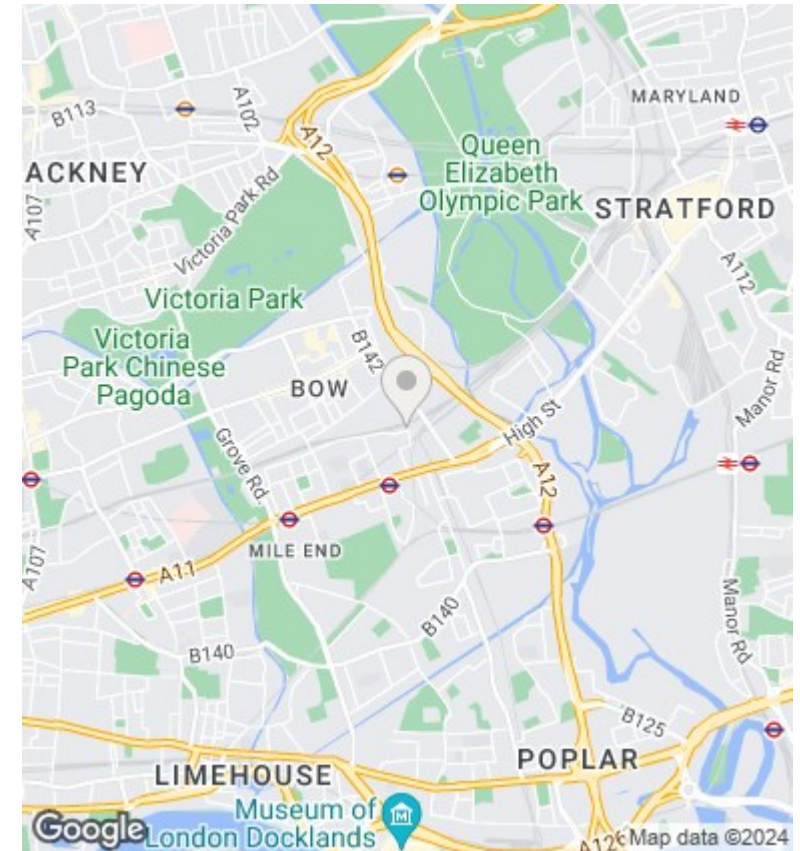 MARYLAND
B113
A102
A12
ACKNEY
Queen
Elizabeth
Olympic Park
STRATFORD
A107
Victoria Park Rd
A112
Victoria Park
Victoria
Park Chinese
Pagoda
B142
BOW
Manor Rd
High St
Grove Rd
A12
MILE END
A107
A11
B140
Manor Rd
B140
B125
POPLAR
LIMEHOUSE
Museum of
London Docklands
Google
A126
Map data ©2024